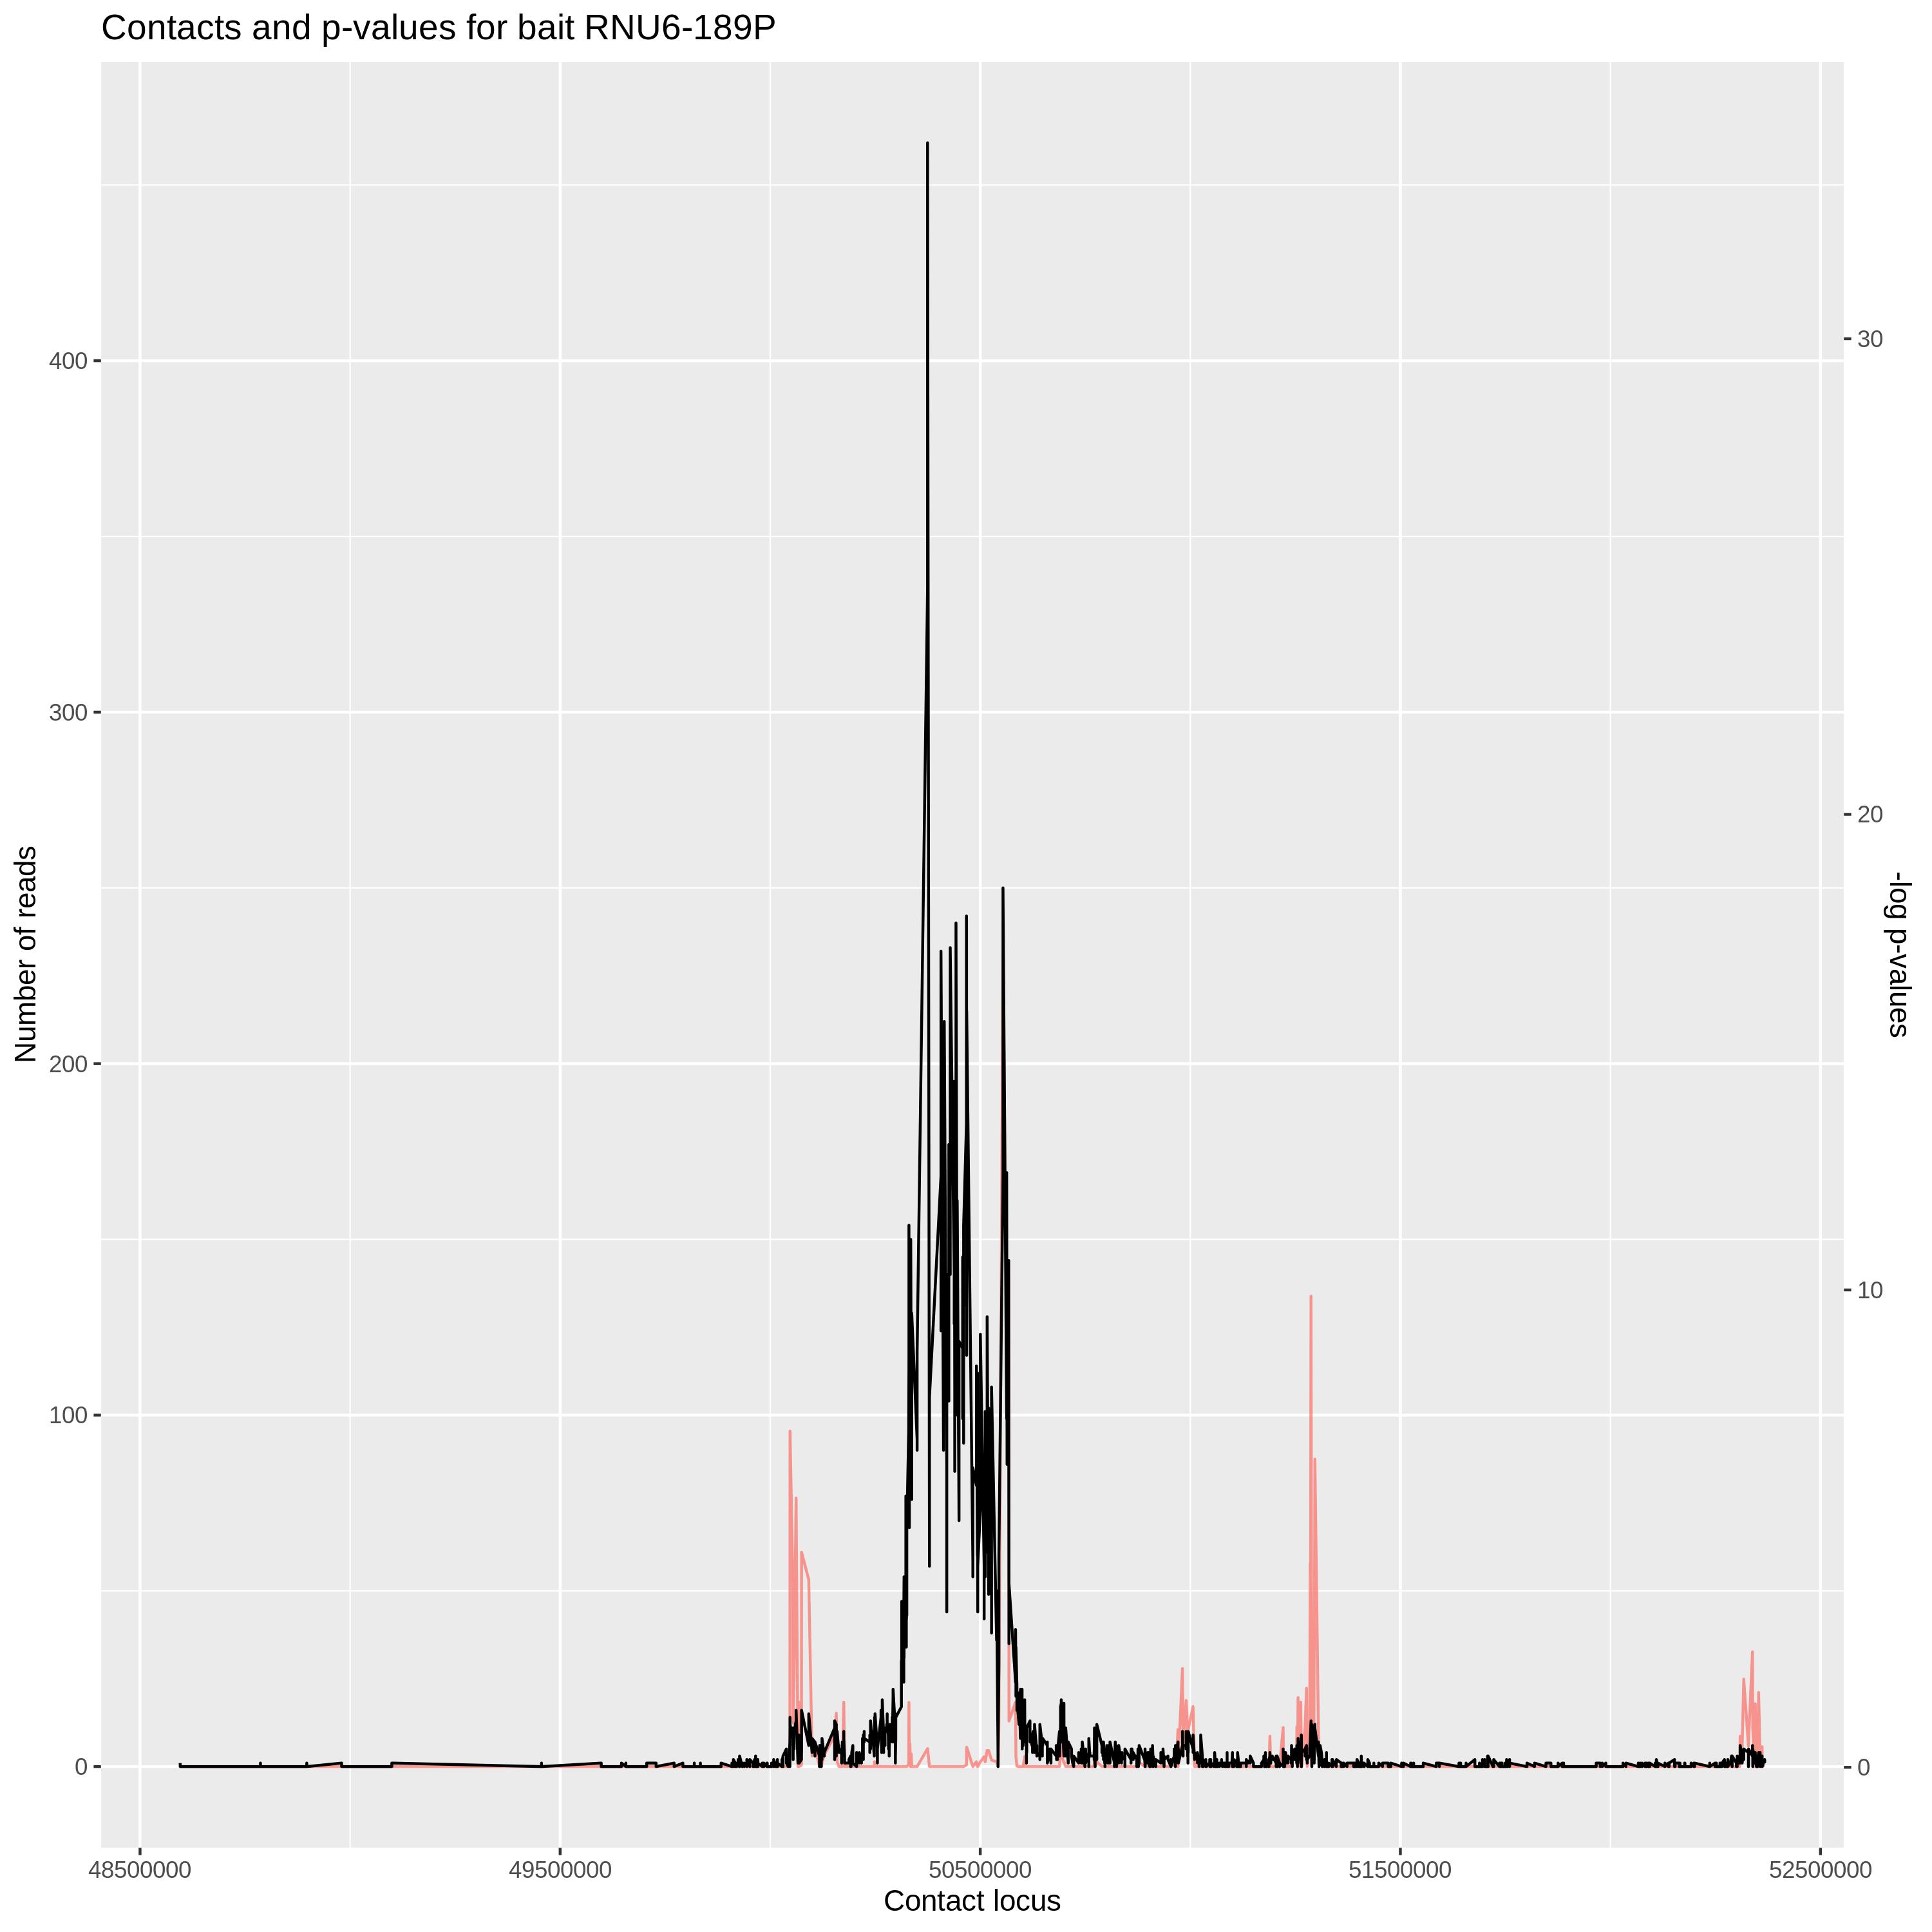 Contacts and p-values for bait RNU6-189P
400
300
200
100
0
Number of reads
30
20
10
0
-log p-values
48500000 49500000 50500000 51500000 52500000
Contact locus